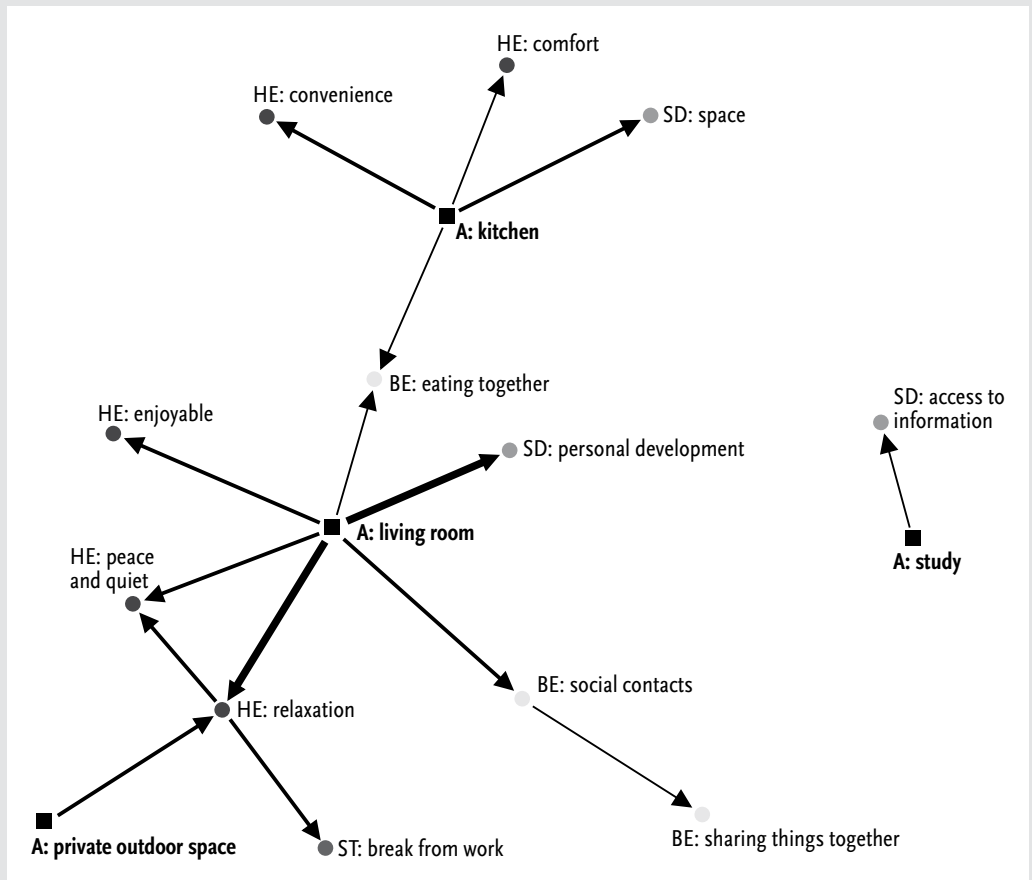 HE: comfort
HE: convenience
SD: space
A: kitchen
BE: eating together
SD: access to
information
HE: enjoyable
SD: personal development
A: living room
HE: peace
and quiet
A: study
BE: social contacts
HE: relaxation
BE: sharing things together
A: private outdoor space
ST: break from work